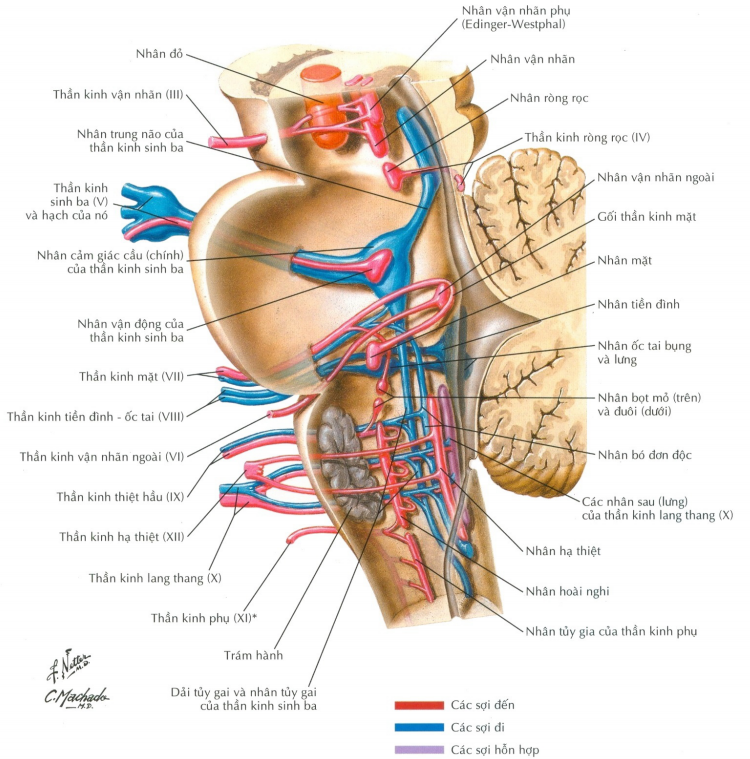 Nhân vận nhãn phụ
(Edinger-Westphal)
Nhân đỏ
Nhân vận nhãn
Thần kinh vận nhãn (III)
Nhân ròng rọc
Nhân trung não của
thần kinh sinh ba
Thần kinh ròng rọc (IV)
Nhân vận nhãn ngoài
Thần kinh
sinh ba (V)
và hạch của nó
Gối thần kinh mặt
Nhân cảm giác cầu (chính)
của thần kinh sinh ba
Nhân mặt
Nhân tiền đình
Nhân vận động của
thần kinh sinh ba
Nhân ốc tai bụng
và lưng
Thần kinh mặt (VII)
Nhân bọt mỏ (trên)
và đuôi (dưới)
Thần kinh tiền đình - ốc tai (VIII)
Nhân bó đơn độc
Thần kinh vận nhãn ngoài (VI)
Thần kinh thiệt hầu (IX)
Các nhân sau (lưng)
của thần kinh lang thang (X)
Thần kinh hạ thiệt (XII)
Nhân hạ thiệt
Thần kinh lang thang (X)
Nhân hoài nghi
Thần kinh phụ (XI)*
Nhân tủy gia của thần kinh phụ
Trám hành
Dải tủy gai và nhân tủy gai
của thần kinh sinh ba
F. Netter
M.D.
C. Machado
M.D.
Các sợi đến
Các sợi đi
Các sợi hỗn hợp